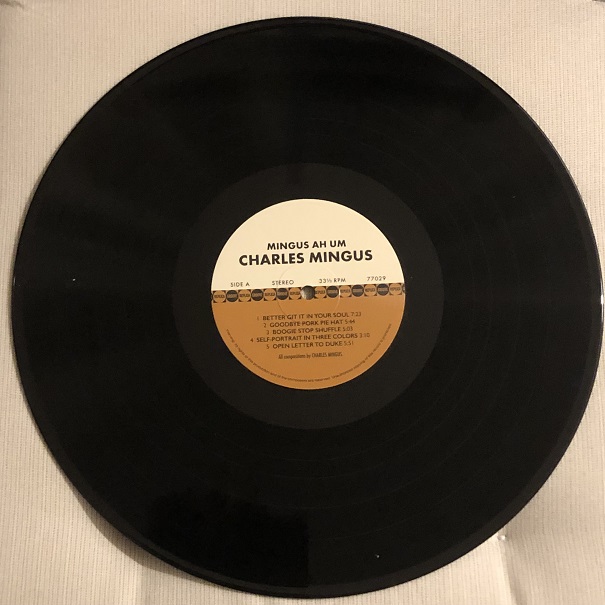 MINGUS AH UM
CHARLES MINGUS
SIDE A STEREO 33⅓ RPM 77029
1 BETTER GIT IT IN YOUR SOUL 7:23
2 GOODBYE PORK PIE HAT 5:44
3 BOOGIE STOP SHUFFLE 5:03
4 SELF-PORTRAIT IN THREE COLORS 3:10
5 OPEN LETTER TO DUKE 5:51
All compositions by CHARLES MINGUS.